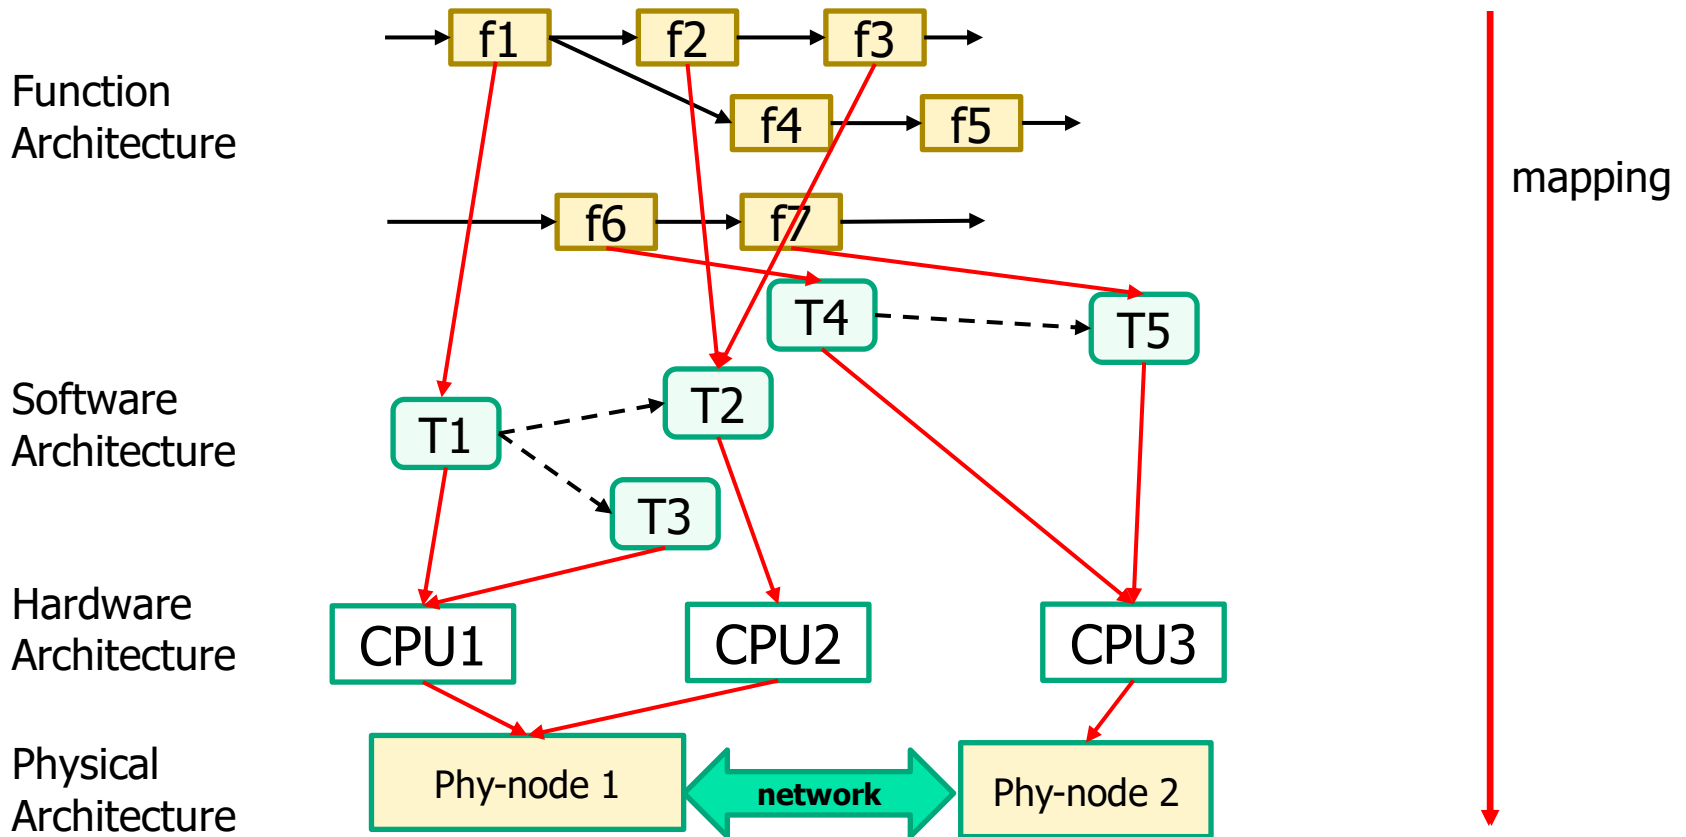 f1
f2
f3
Function
Architecture
f4
f5
mapping
f6
f7
T4
T5
Software
Architecture
T1
T2
T3
Hardware
Architecture
CPU1
CPU2
CPU3
Physical
Architecture
Phy-node 1
network
Phy-node 2